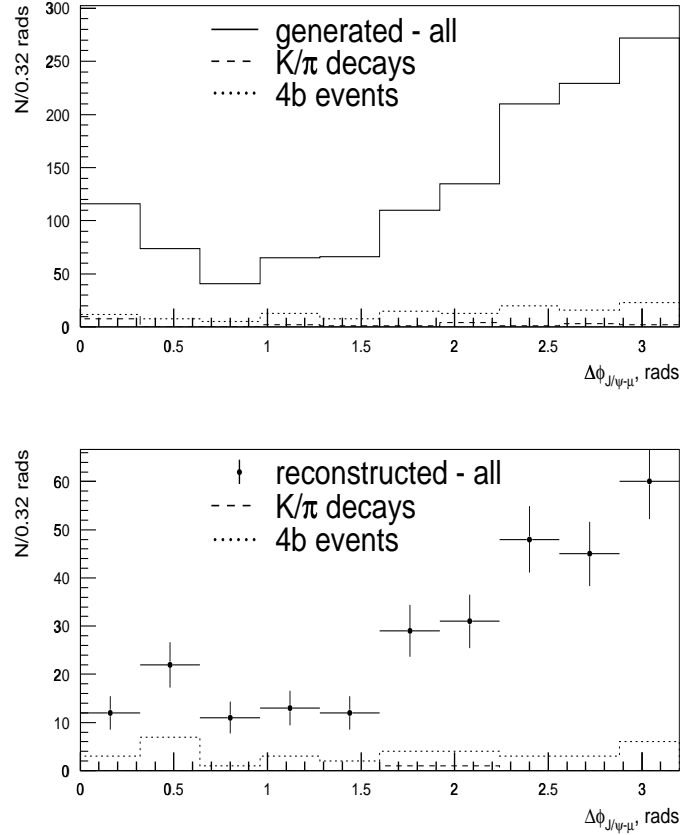 N/0.32 rads
300
250
200
150
100
50
0
generated - all
K/π decays
4b events
0 0.5 1 1.5 2 2.5 3
Δϕ J/ψ-μ, rads
N/0.32 rads
60
50
40
30
20
10
0
reconstructed - all
K/π decays
4b events
0 0.5 1 1.5 2 2.5 3
Δϕ J/ψ-μ, rads